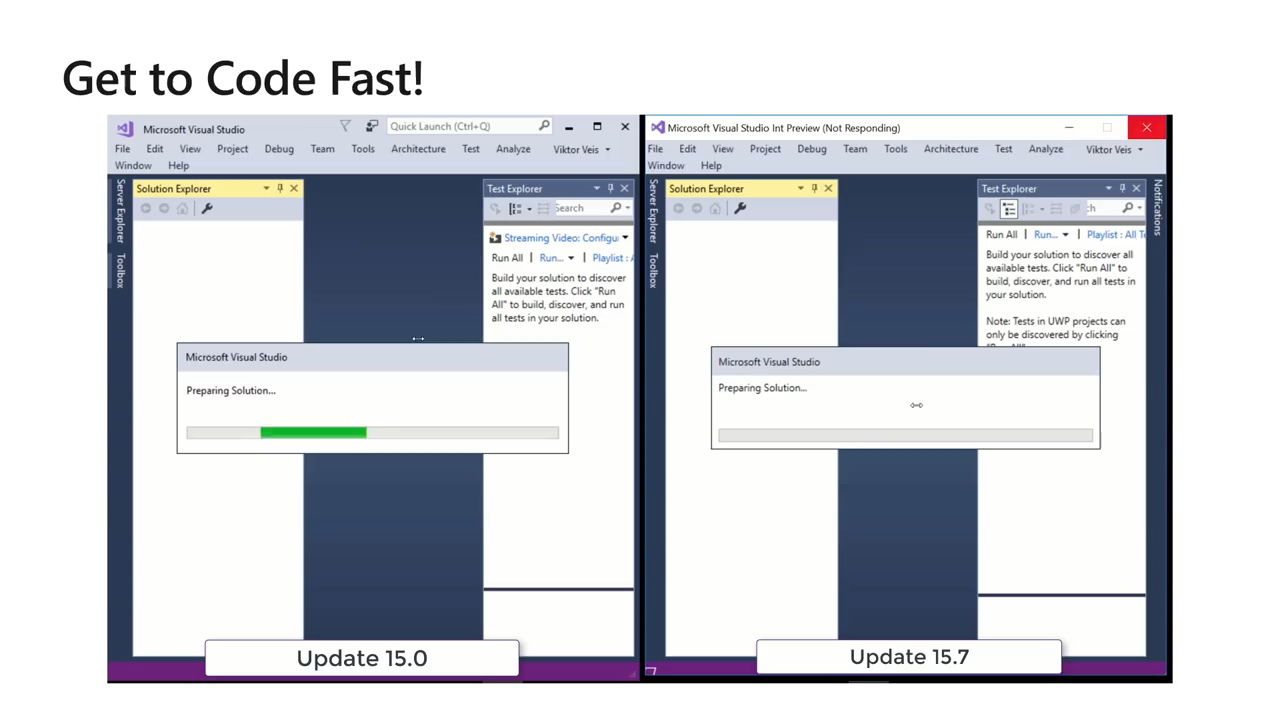 Get to Code Fast!
Microsoft Visual Studio
Quick Launch (Ctrl+Q)
File Edit View Project Debug Team Tools Architecture Test Analyze Viktor Veis
Window Help
Server Explorer
Toolbox
Solution Explorer
Test Explorer
Search
Streaming Video: Configu
Run All | Run... | Playlist :
Build your solution to discover
all available tests. Click "Run
All" to build, discover, and run
all tests in your solution.
Microsoft Visual Studio
Preparing Solution...
Update 15.0
Microsoft Visual Studio Int Preview (Not Responding)
File Edit View Project Debug Team Tools Architecture Test Analyze Viktor Veis
Window Help
Server Explorer
Toolbox
Solution Explorer
Test Explorer
Notifications
ch
Run All | Run... | Playlist : All T
Build your solution to discover all
available tests. Click "Run All" to
build, discover, and run all tests in
your solution.
Note: Tests in UWP projects can
only be discovered by clicking
Microsoft Visual Studio
Preparing Solution...
Update 15.7